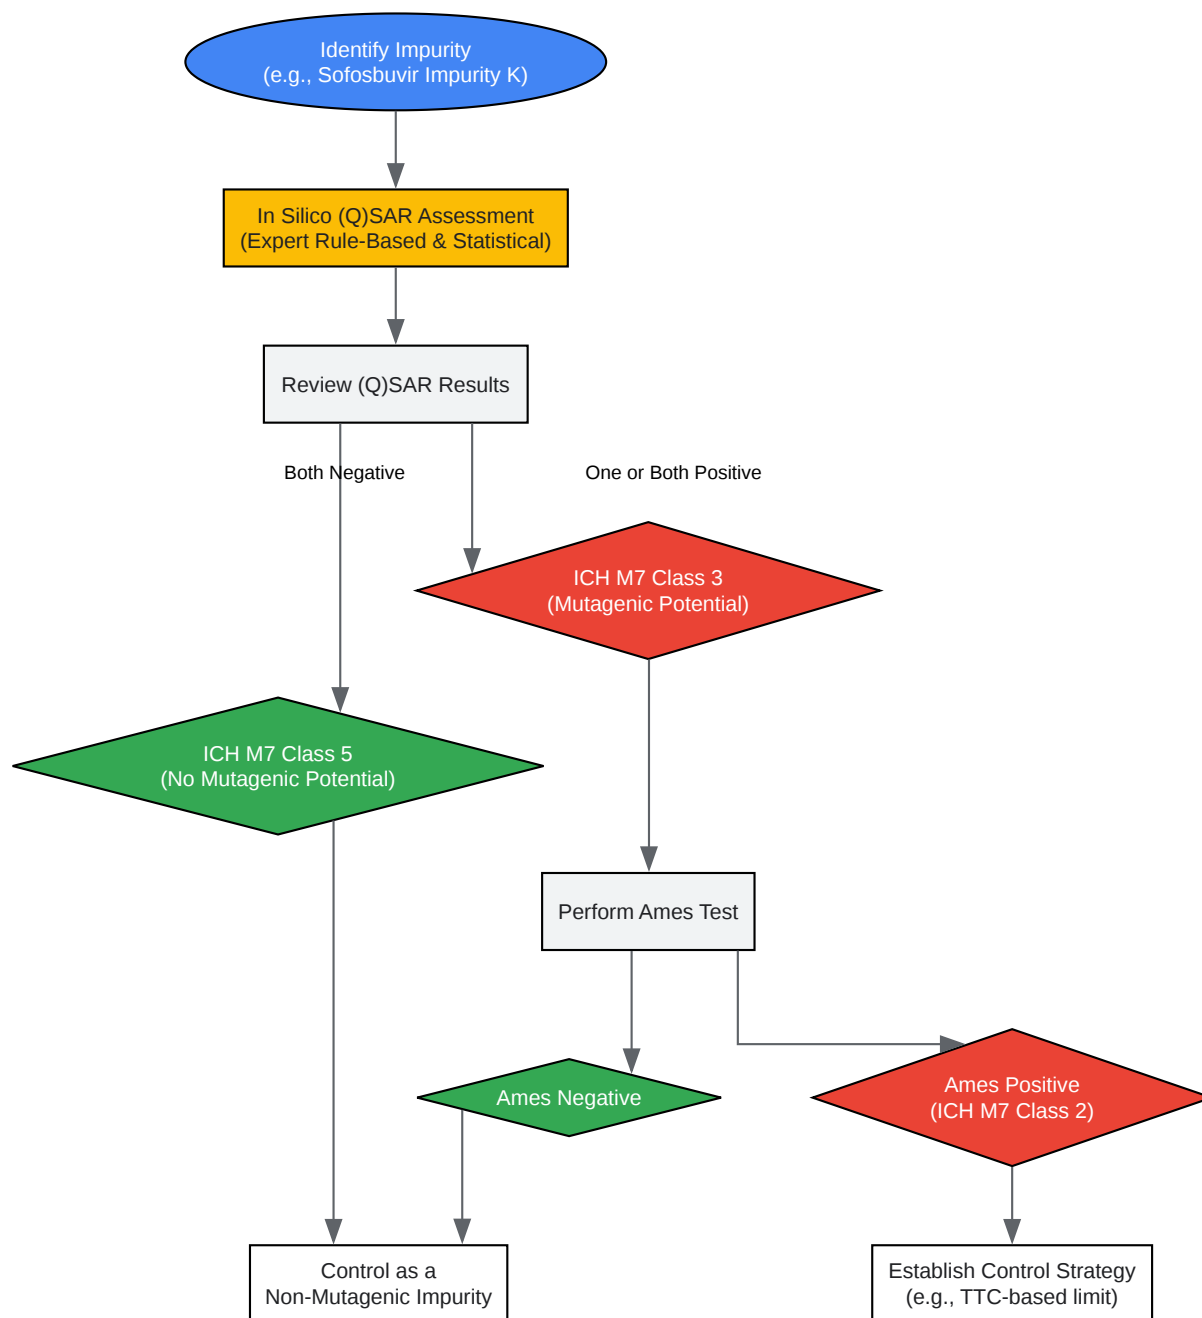 Identify Impurity
(e.g., Sofosbuvir Impurity K)
In Silico (Q)SAR Assessment
(Expert Rule-Based & Statistical)
Review (Q)SAR Results
Both Negative
One or Both Positive
ICH M7 Class 3
(Mutagenic Potential)
ICH M7 Class 5
(No Mutagenic Potential)
Perform Ames Test
Ames Negative
Ames Positive
(ICH M7 Class 2)
Control as a
Non-Mutagenic Impurity
Establish Control Strategy
(e.g., TTC-based limit)